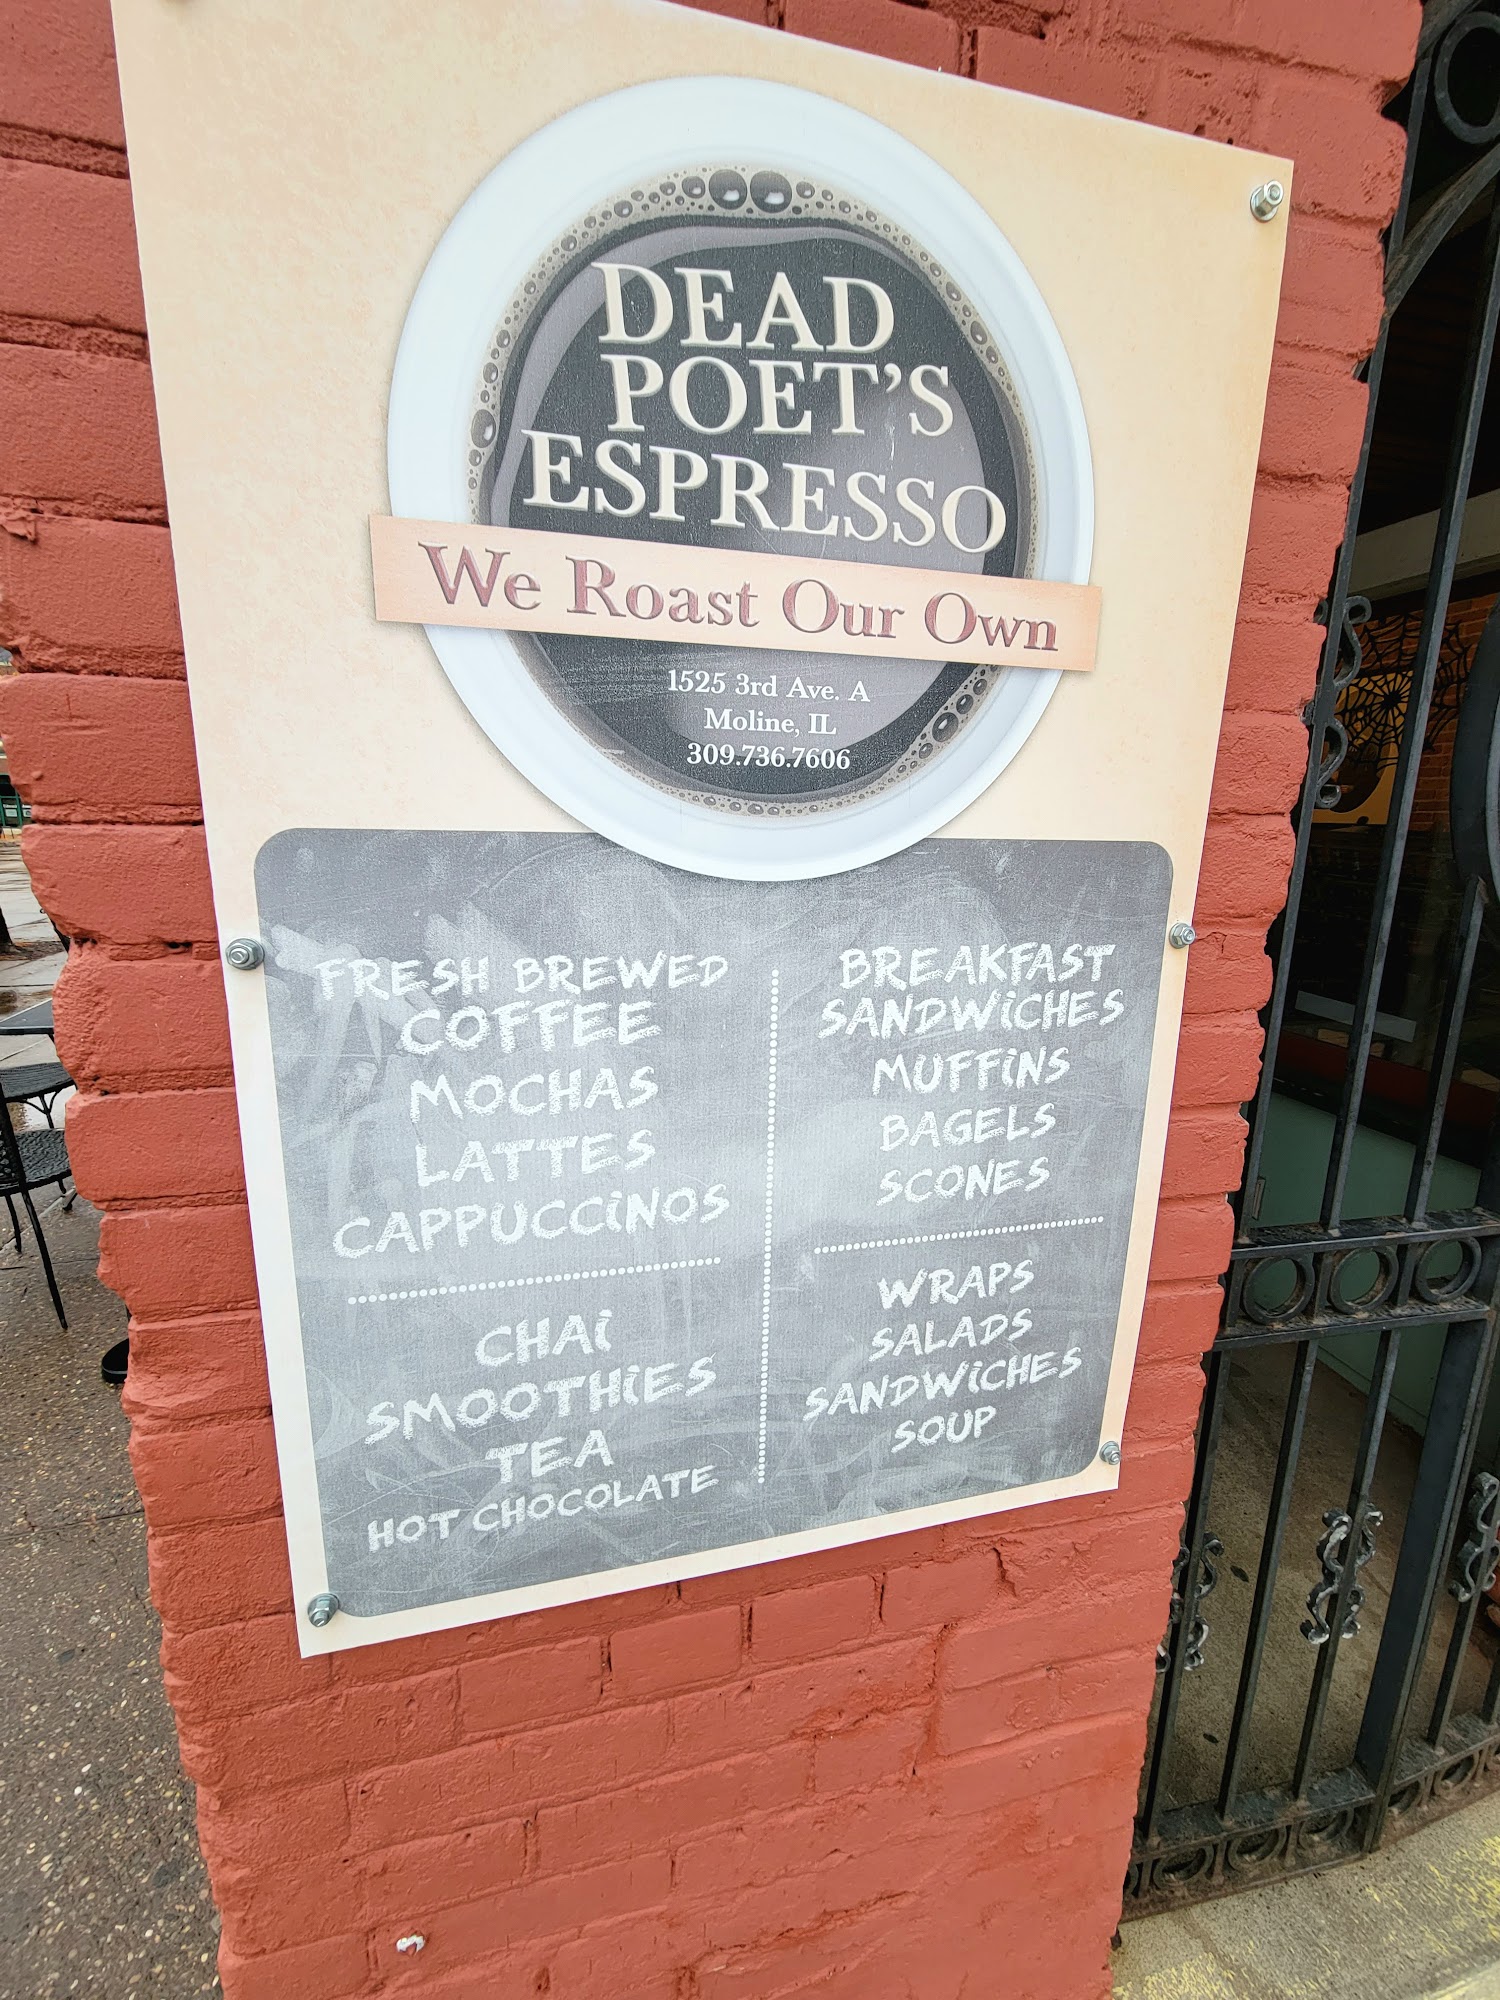 DEAD
POET'S
ESPRESSO
We Roast Our Own
1525 3rd Ave. A
Moline, IL
309.736.7606
FRESH BREWED
COFFEE
MOCHAS
LATTES
CAPPUCCiNOS
CHAi
SMOOTHiES
TEA
HOT CHOCOLATE
BREAKFAST
SANDWiCHES
MUFFiNS
BAGELS
SCONES
WRAPS
SALADS
SANDWiCHES
SOUP